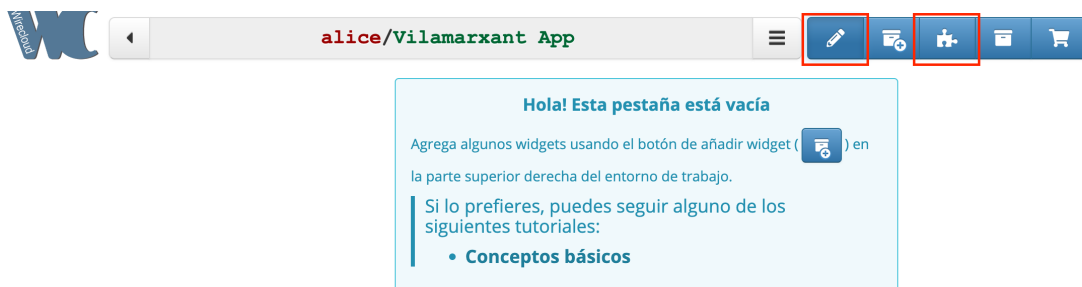 Wirecloud
WC
alice/Vilamarxant App
Hola! Esta pestaña está vacía
Agrega algunos widgets usando el botón de añadir widget ( ) en
la parte superior derecha del entorno de trabajo.
Si lo prefieres, puedes seguir alguno de los
siguientes tutoriales:
• Conceptos básicos